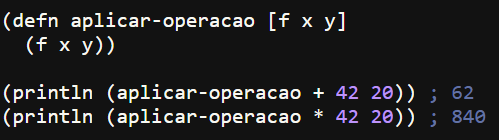 (defn aplicar-operacao [f x y]
  (f x y))

(println (aplicar-operacao + 42 20)) ; 62
(println (aplicar-operacao * 42 20)) ; 840